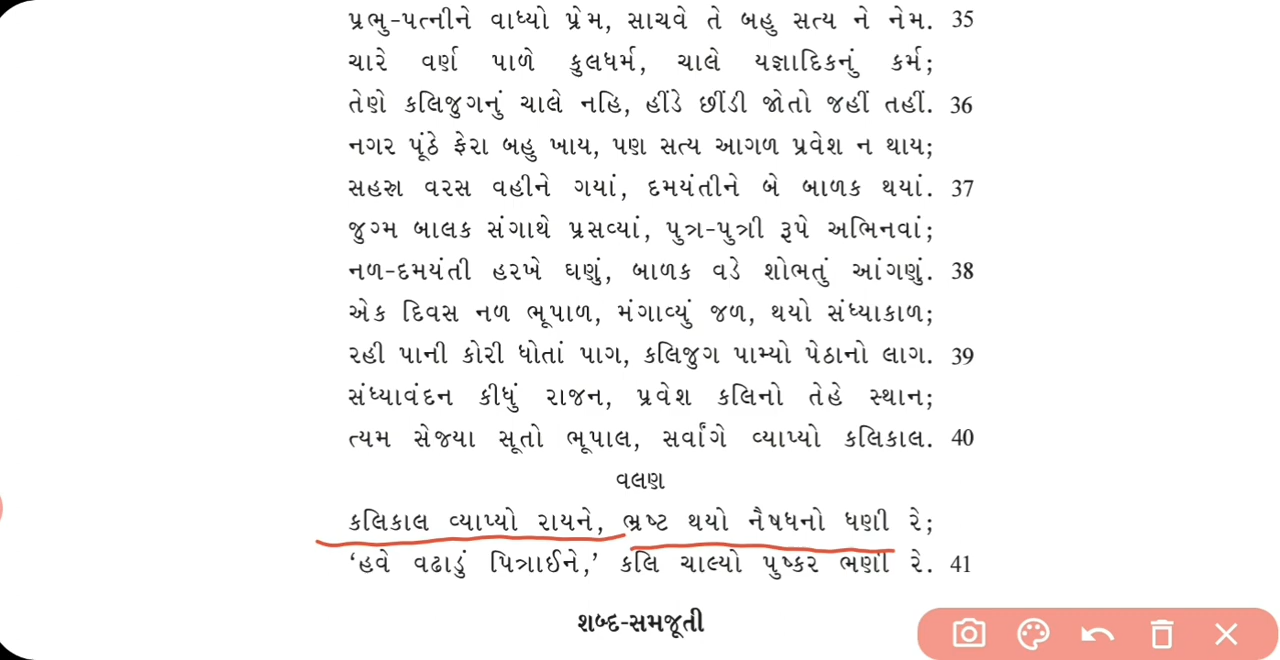 પ્રભુ-પત્નીને વાધ્યો પ્રેમ, સાચવે તે બહુ સત્ય ને નેમ. 35
ચારે વર્ણ પાળે કુલધર્મ, ચાલે યજ્ઞાદિકનું કર્મ;
તેણે કલિજુગનું ચાલે નહિ, હીંડે છીંડી જોતો જહીં તહીં. 36
નગર પૂંઠે ફેરા બહુ ખાય, પણ સત્ય આગળ પ્રવેશ ન થાય;
સહસ્ર વરસ વહીને ગયાં, દમયંતીને બે બાળક થયાં. 37
જુગ્મ બાલક સંગાથે પ્રસવ્યાં, પુત્ર-પુત્રી રૂપે અભિનવાં;
નળ-દમયંતી હરખે ઘણું, બાળક વડે શોભતું આંગણું. 38
એક દિવસ નળ ભૂપાળ, મંગાવ્યું જળ, થયો સંધ્યાકાળ;
રહી પાની કોરી ધોતાં પાગ, કલિજુગ પામ્યો પેઠાનો લાગ. 39
સંધ્યાવંદન કીધું રાજન, પ્રવેશ કલિનો તેહે સ્થાન;
ત્યમ સેજયા સૂતો ભૂપાલ, સર્વાંગે વ્યાપ્યો કલિકાલ. 40
વલણ
કલિકાલ વ્યાપ્યો રાયને, ભ્રષ્ટ થયો નૈષધનો ધણી રે;
‘હવે વઢાડું પિત્રાઈને,’ કલિ ચાલ્યો પુષ્કર ભણી રે. 41
શબ્દ-સમજૂતી